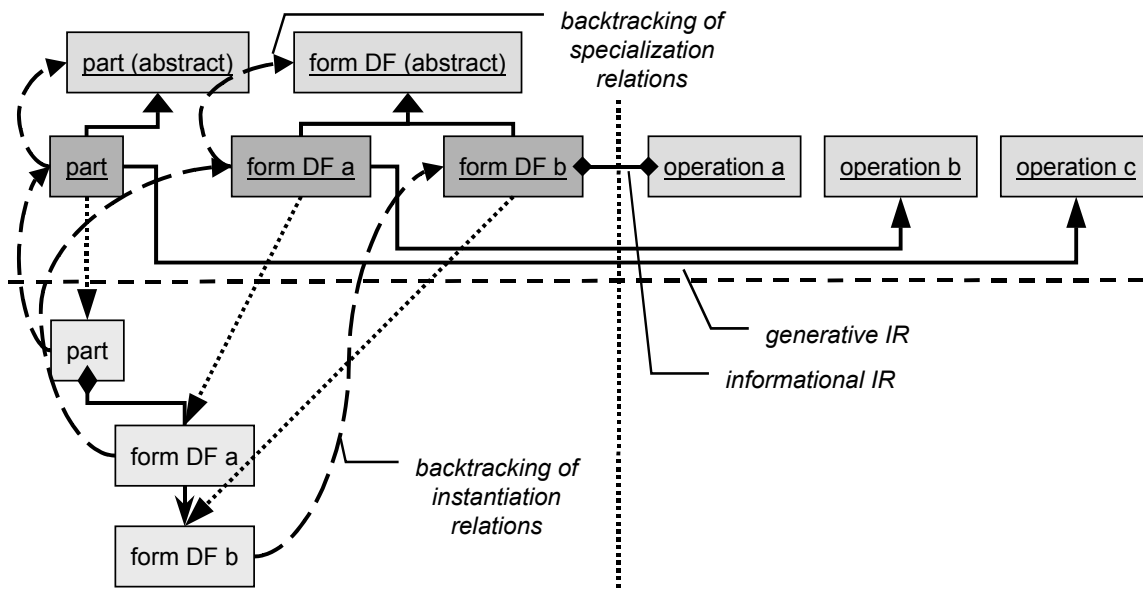 backtracking of
specialization
relations
part (abstract)
form DF (abstract)
part
form DF a
form DF b
operation a
operation b
operation c
part
generative IR
informational IR
form DF a
backtracking of
instantiation
relations
form DF b